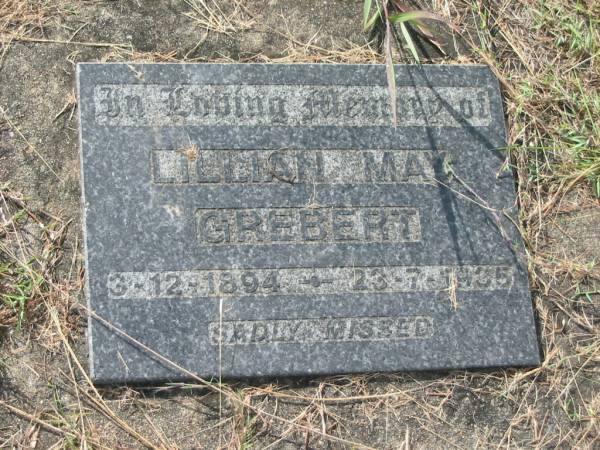 In Loving Memory of
LILLIAN MAY
GREBERT
3-12-1894 + 23-7-1935
SADLY MISSED